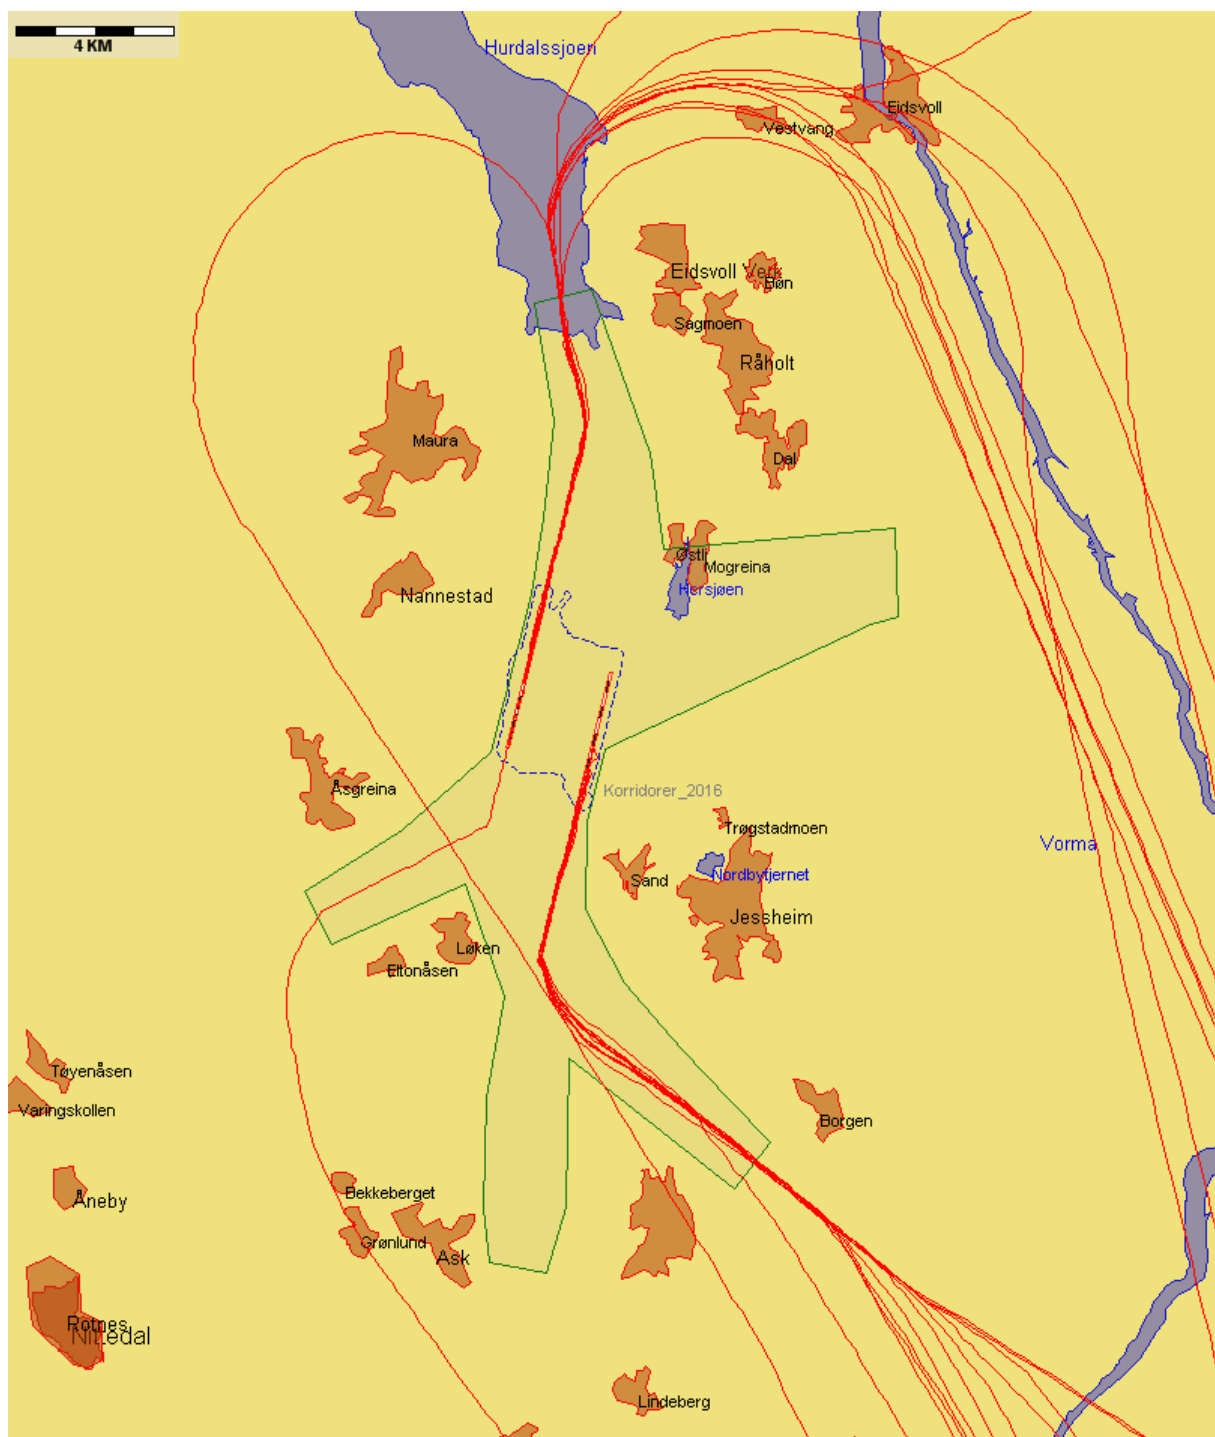 4 KM
Hurdalssjoen
Eidsvoll
Vestvang
Eidsvoll Verk
Bøn
Sagmoen
Råholt
Maura
Dal
Østli
Mogreina
Hersjøen
Nannestad
Åsgreina
Korridorer_2016
Trøgstadmoen
Vorma
Sand
Nordbytjernet
Jessheim
Løken
Eltonåsen
Tøyenåsen
Varingskollen
Borgen
Åneby
Bekkeberget
Grønlund
Ask
Rotnes
Nittedal
Lindeberg